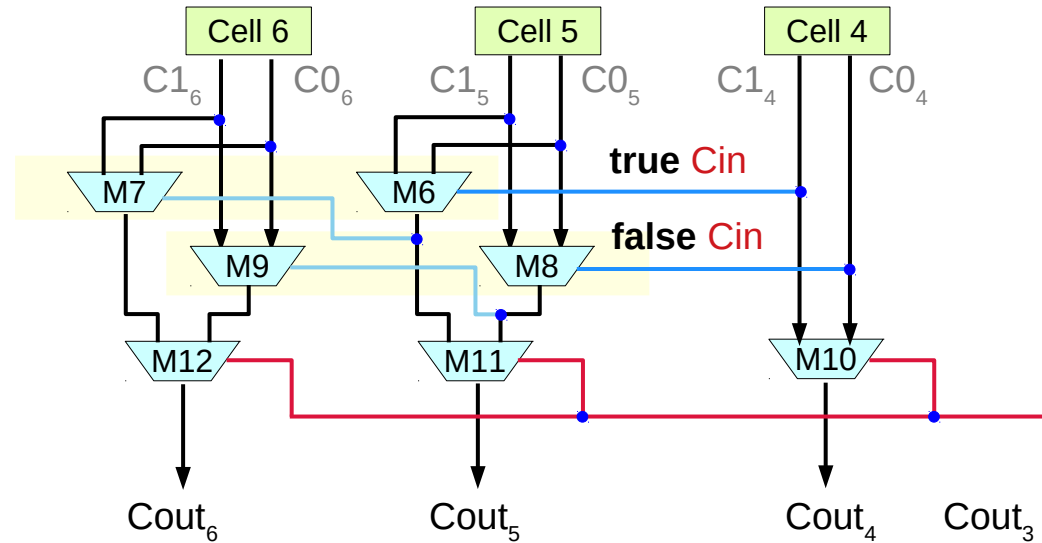 Cell 6
Cell 5
Cell 4
C1₆
C0₆
C1₅
C0₅
C1₄
C0₄
true Cin
M7
M6
false Cin
M9
M8
M12
M11
M10
Cout₆
Cout₅
Cout₄
Cout₃